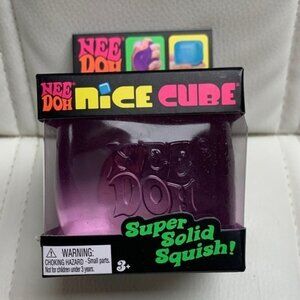 NEE
DOH
NEE
DOH
NICE CUBE
NEE
DOH
Super
Solid
Squish!
WARNING:
CHOKING HAZARD - Small parts.
Not for children under 3 years.
3+